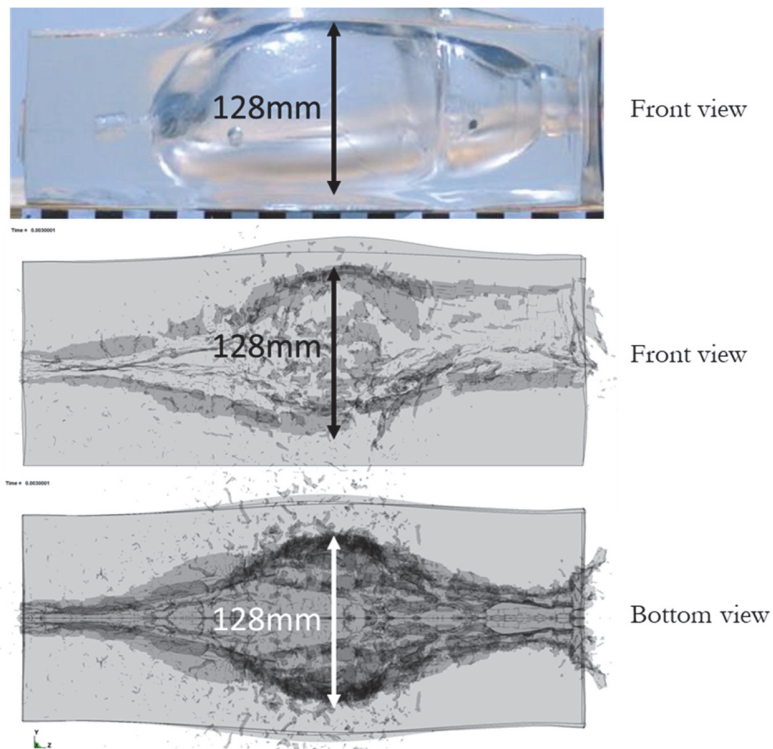 128mm
Front view
Time = 0.0030001
128mm
Front view
Time = 0.0030001
128mm
Bottom view
Y
Z